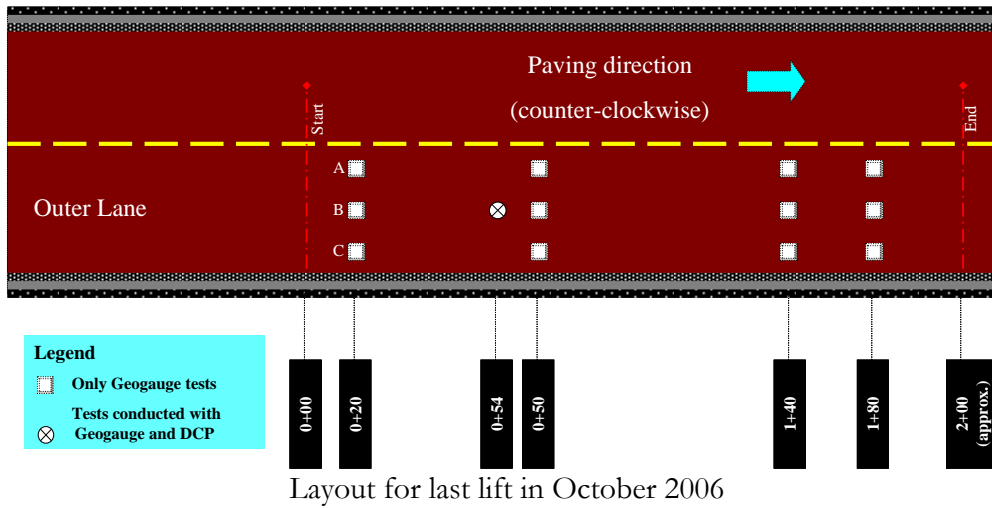 Paving direction
(counter-clockwise)
Start
End
A
Outer Lane
B
C
Legend
Only Geogauge tests
Tests conducted with
Geogauge and DCP
0+00
0+20
0+54
0+50
1+40
1+80
2+00
(approx.)
Layout for last lift in October 2006